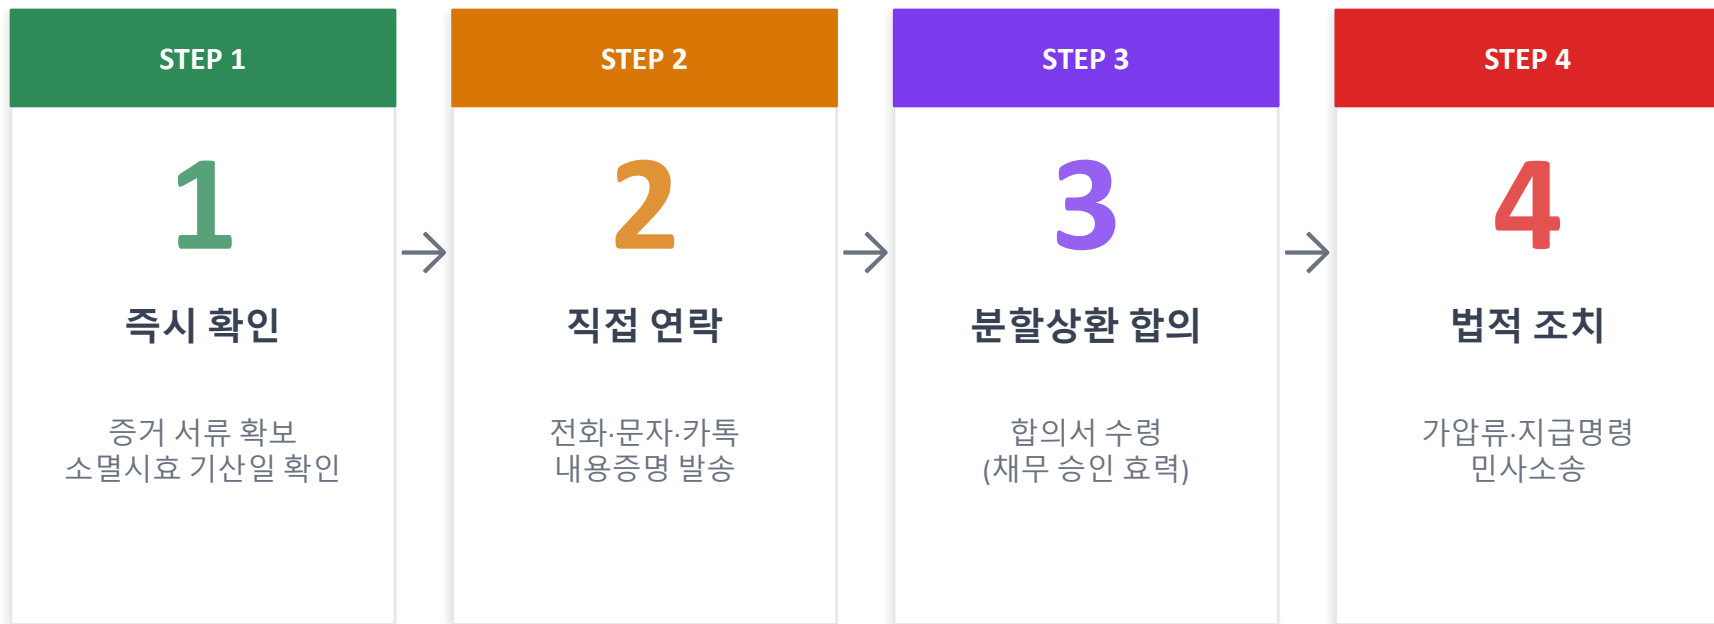 STEP 1
1
즉시 확인
증거 서류 확보
소멸시효 기산일 확인
STEP 2
2
직접 연락
전화·문자·카톡
내용증명 발송
STEP 3
3
분할상환 합의
합의서 수령
(채무 승인 효력)
STEP 4
4
법적 조치
가압류·지급명령
민사소송